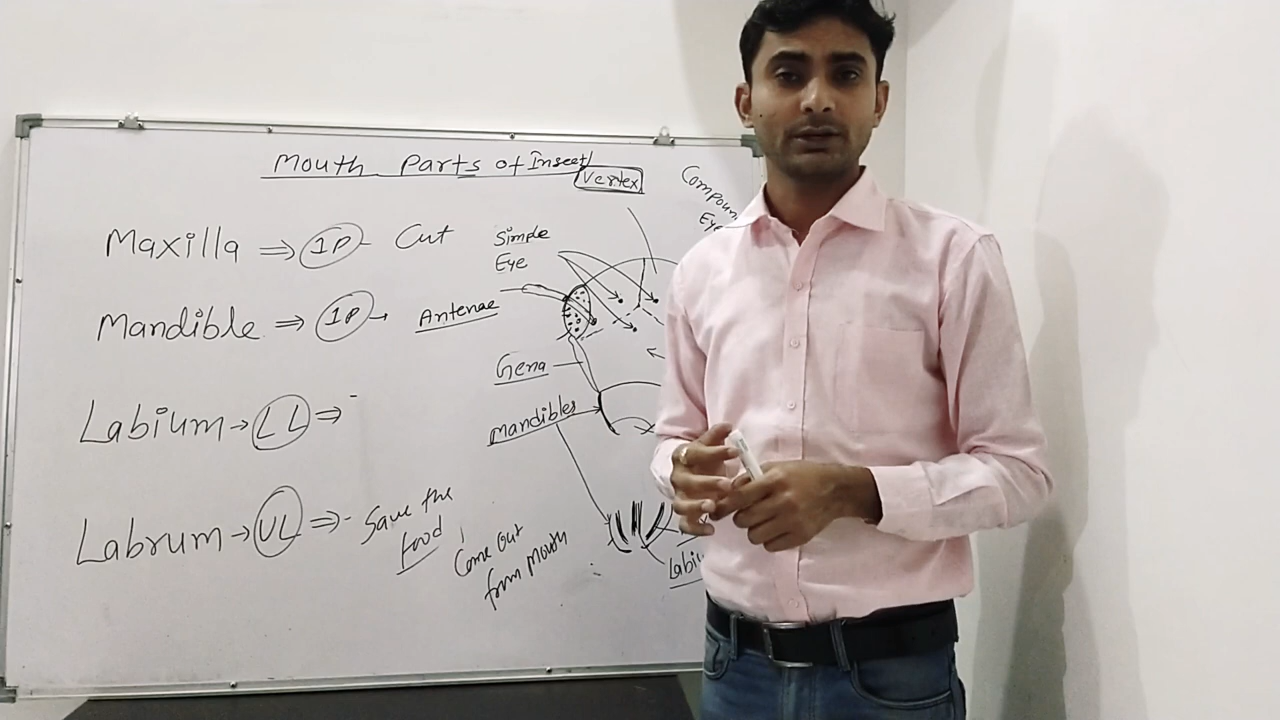 Mouth Parts of Insect
Vertex
Compoun
Eye
Maxilla ⇒ 1P - Cut
Simple
Eye
Mandible ⇒ 1P →
Antenae
Gena
Mandibles
Labium → LL ⇒ -
Labrum → UL ⇒ - Save the
food
Come Out
from Mouth
Labiu